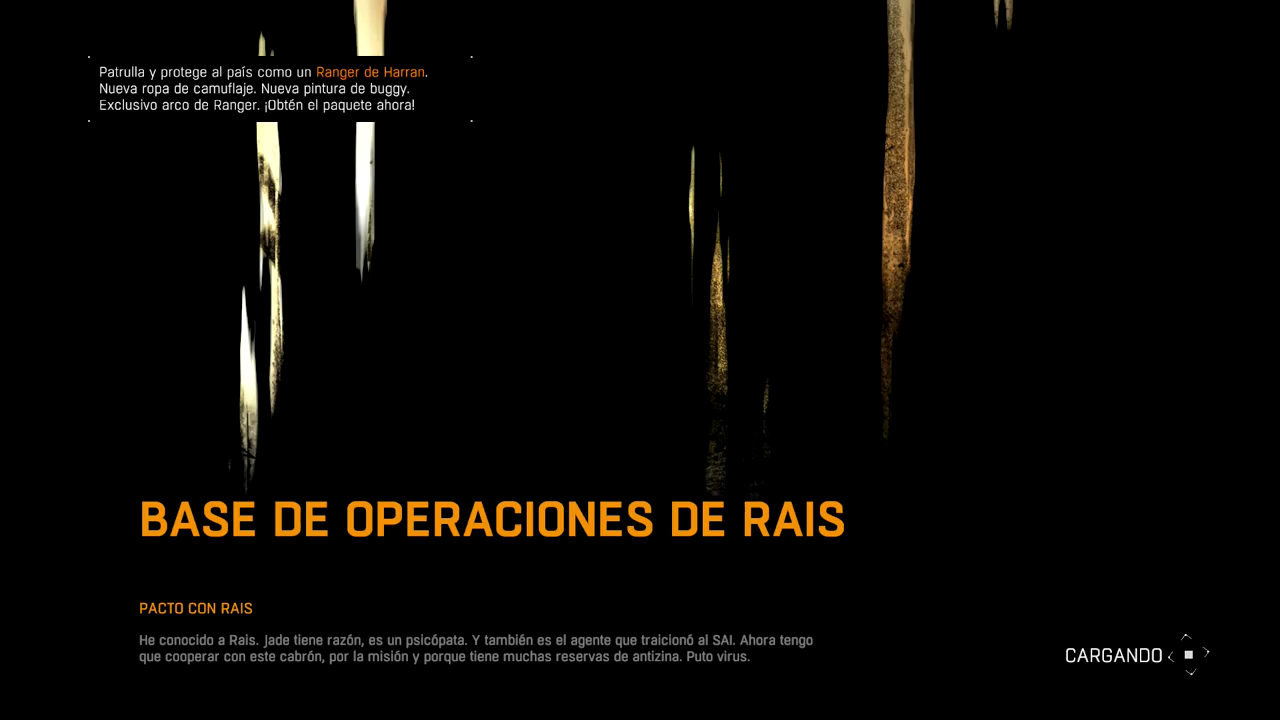 Patrulla y protege al país como un Ranger de Harran.
Nueva ropa de camuflaje. Nueva pintura de buggy.
Exclusivo arco de Ranger. ¡Obtén el paquete ahora!
BASE DE OPERACIONES DE RAIS
PACTO CON RAIS
He conocido a Rais. Jade tiene razón, es un psicópata. Y también es el agente que traicionó al SAI. Ahora tengo
que cooperar con este cabrón, por la misión y porque tiene muchas reservas de antizina. Puto virus.
CARGANDO